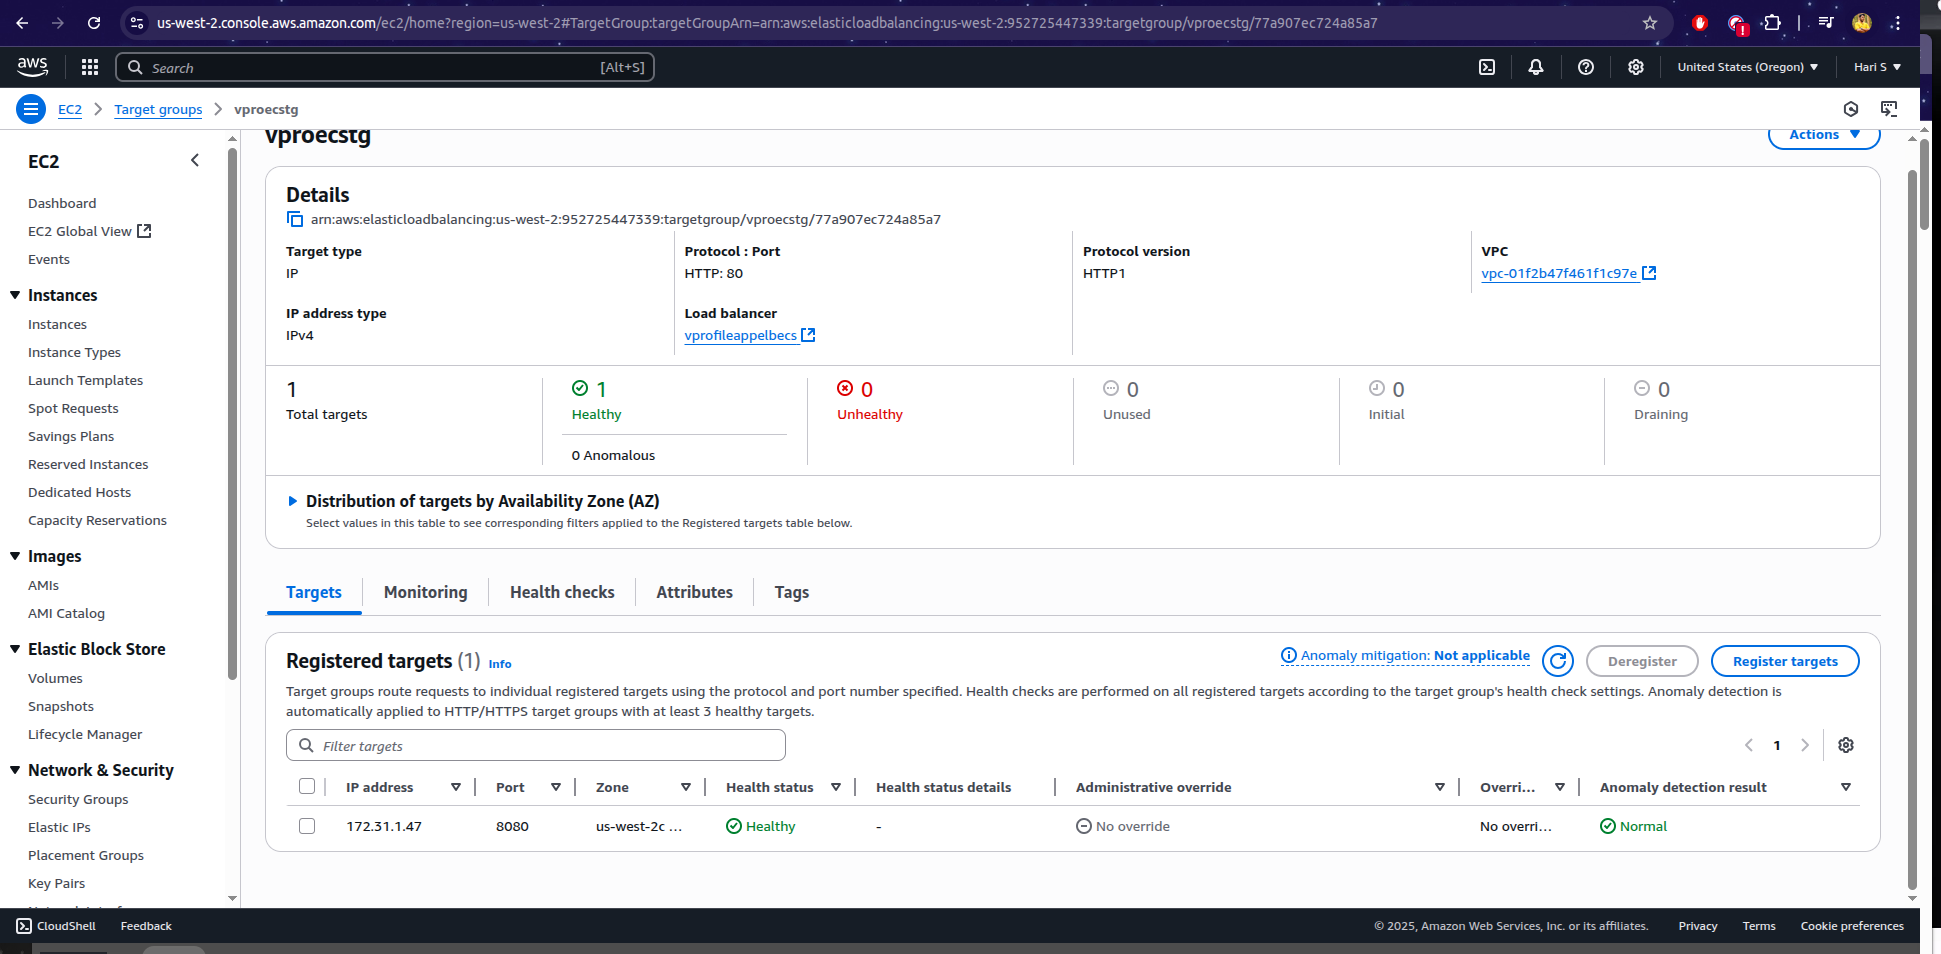 us-west-2.console.aws.amazon.com/ec2/home?region=us-west-2#TargetGroup:targetGroupArn=arn:aws:elasticloadbalancing:us-west-2:952725447339:targetgroup/vproecstg/77a907ec724a85a7
aws
Search [Alt+S]
United States (Oregon)
Hari S
EC2
Target groups
vproecstg
EC2
Dashboard
EC2 Global View
Events
Instances
Instances
Instance Types
Launch Templates
Spot Requests
Savings Plans
Reserved Instances
Dedicated Hosts
Capacity Reservations
Images
AMIs
AMI Catalog
Elastic Block Store
Volumes
Snapshots
Lifecycle Manager
Network & Security
Security Groups
Elastic IPs
Placement Groups
Key Pairs
vproecstg
Actions
Details
arn:aws:elasticloadbalancing:us-west-2:952725447339:targetgroup/vproecstg/77a907ec724a85a7
Target type
IP
Protocol : Port
HTTP: 80
Protocol version
HTTP1
VPC
vpc-01f2b47f461f1c97e
IP address type
IPv4
Load balancer
vprofileappelbecs
1
Total targets
1
Healthy
0 Anomalous
0
Unhealthy
0
Unused
0
Initial
0
Draining
Distribution of targets by Availability Zone (AZ)
Select values in this table to see corresponding filters applied to the Registered targets table below.
Targets
Monitoring
Health checks
Attributes
Tags
Registered targets (1) Info
Anomaly mitigation: Not applicable
Deregister
Register targets
Target groups route requests to individual registered targets using the protocol and port number specified. Health checks are performed on all registered targets according to the target group's health check settings. Anomaly detection is
automatically applied to HTTP/HTTPS target groups with at least 3 healthy targets.
Filter targets
1
IP address Port Zone Health status Health status details Administrative override Overri... Anomaly detection result
172.31.1.47 8080 us-west-2c ... Healthy - No override No overri... Normal
CloudShell
Feedback
© 2025, Amazon Web Services, Inc. or its affiliates.
Privacy
Terms
Cookie preferences